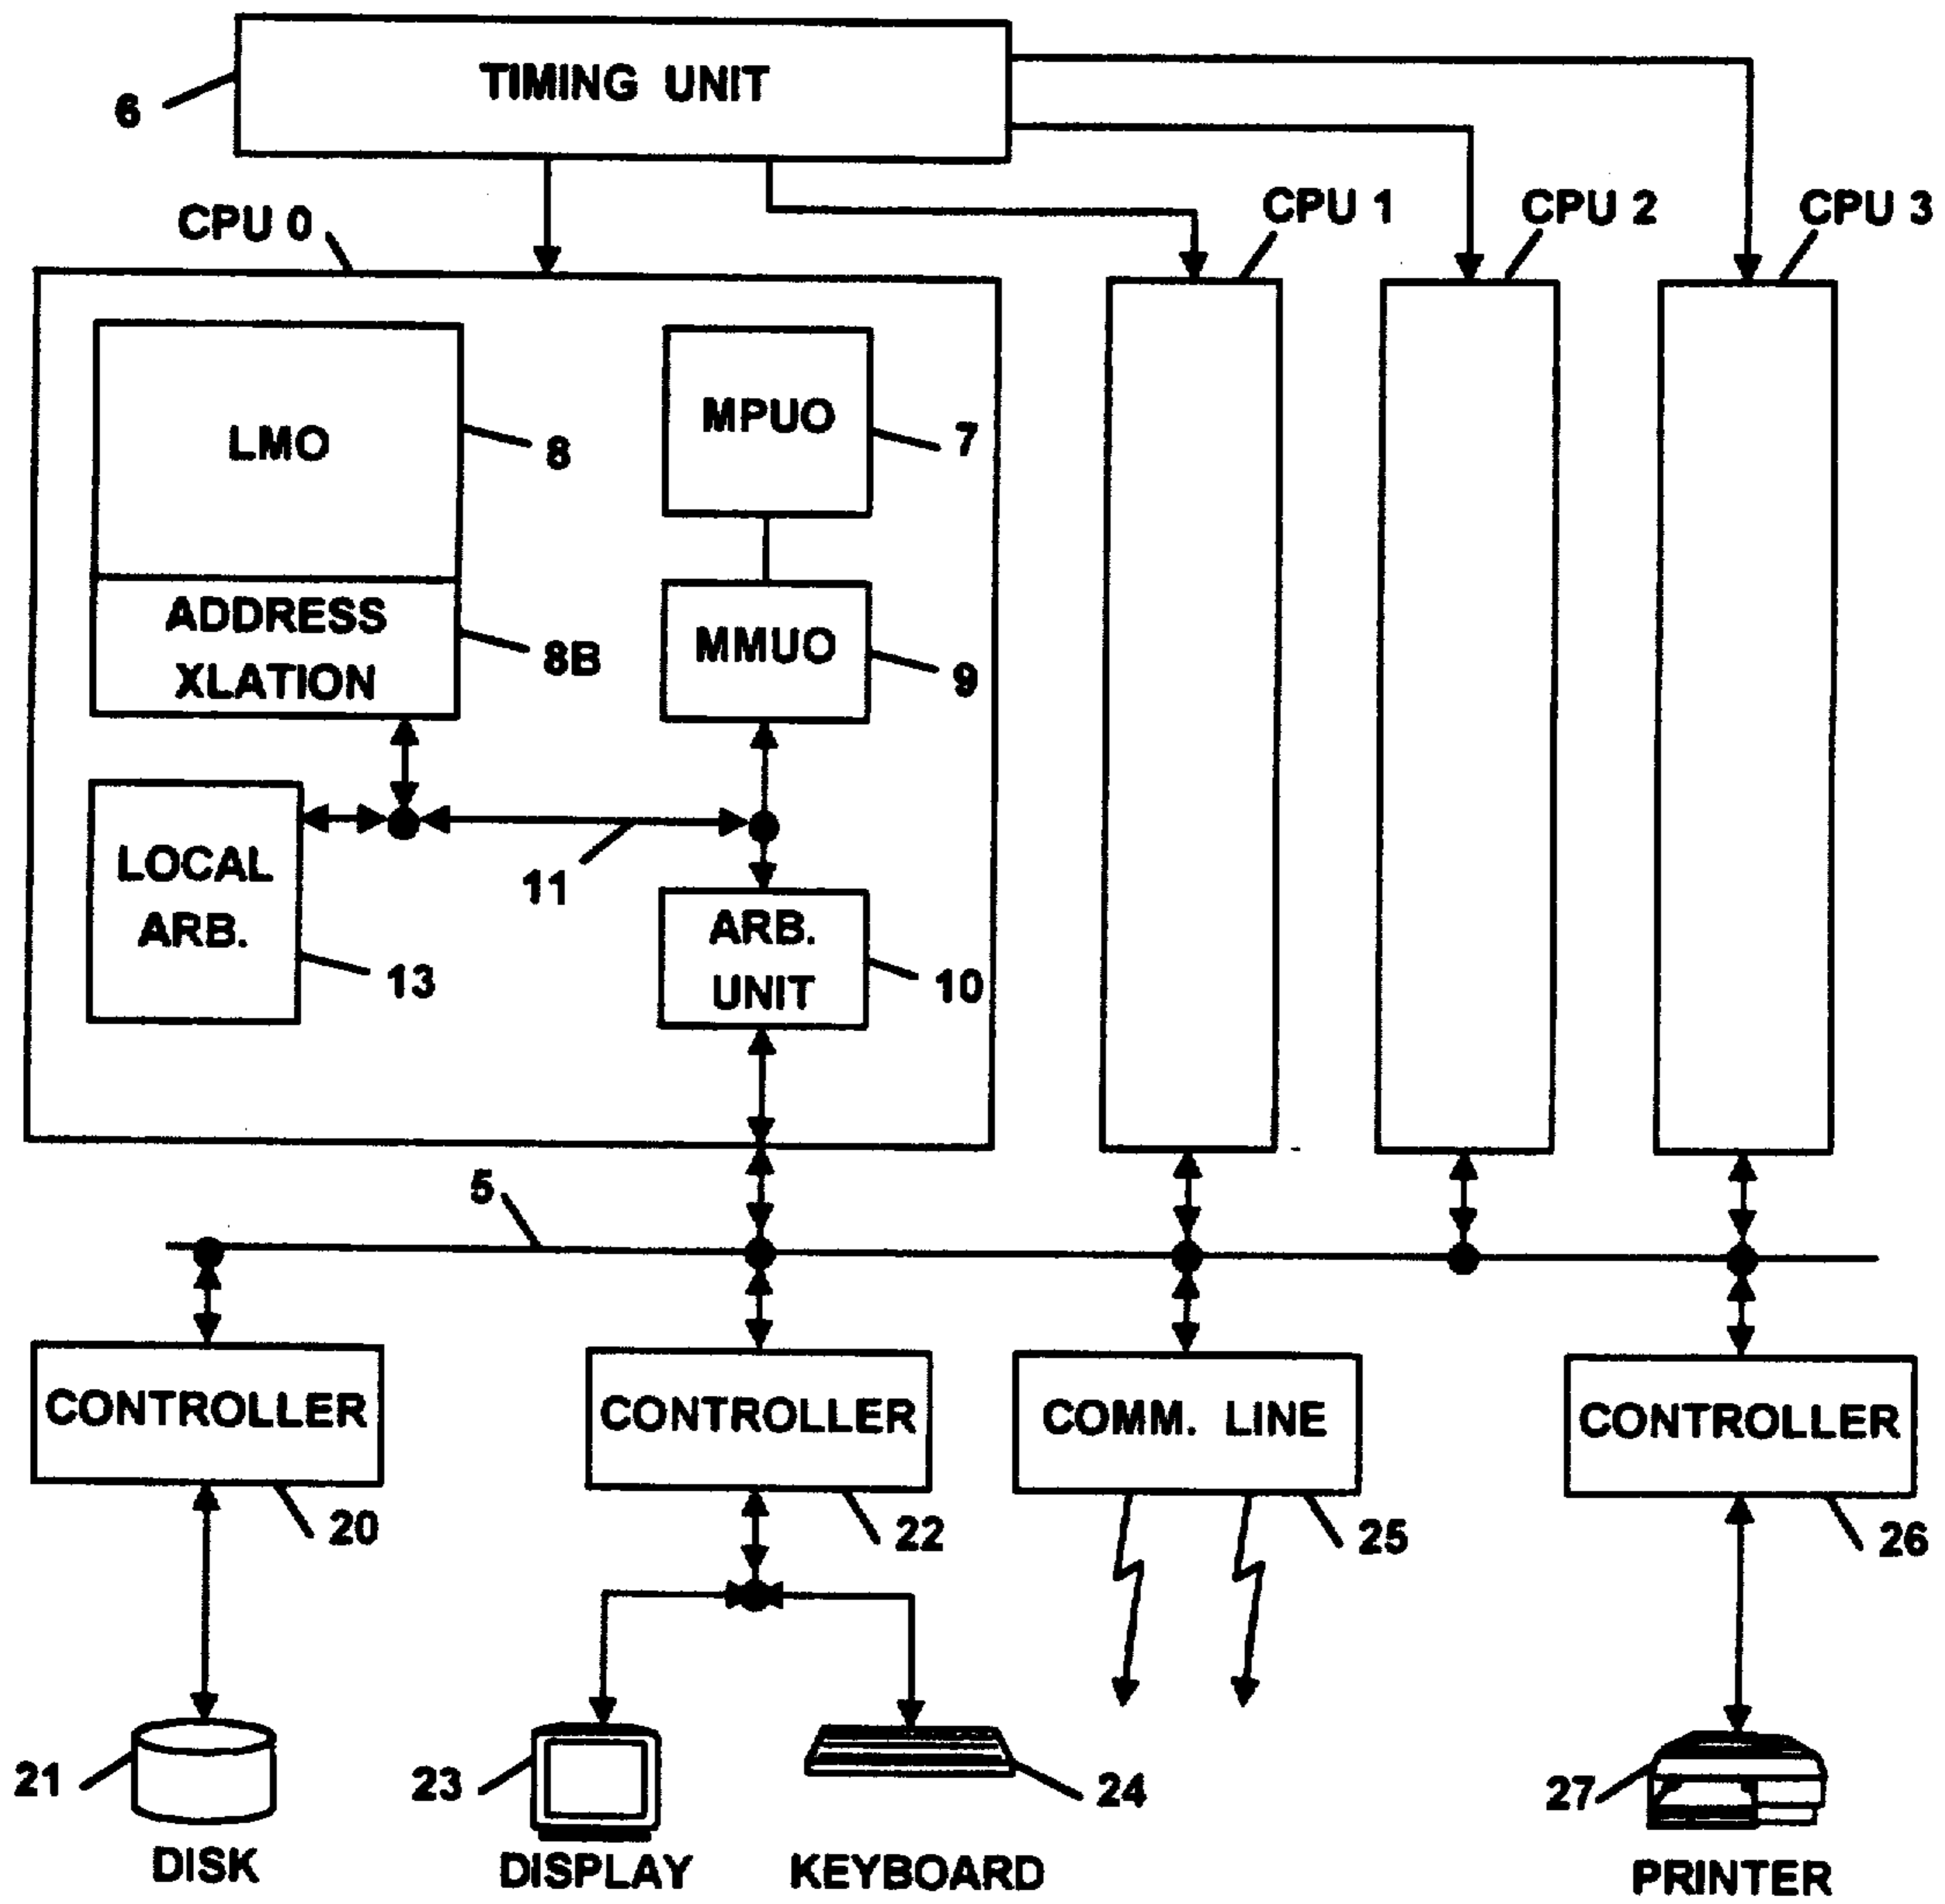 TIMING UNIT
6
CPU 0
CPU 1
CPU 2
CPU 3
LMO
8
MPUO
7
ADDRESS
XLATION
8B
MMUO
9
LOCAL
ARB.
13
11
ARB.
UNIT
10
5
CONTROLLER
20
CONTROLLER
22
COMM. LINE
25
CONTROLLER
26
21
DISK
23
DISPLAY
24
KEYBOARD
27
PRINTER